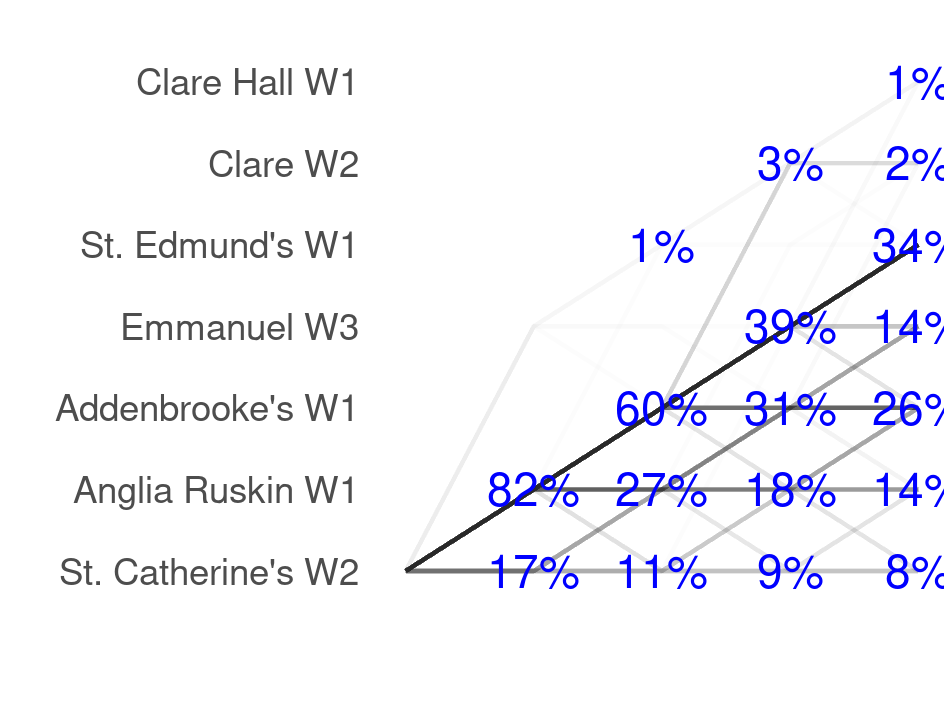 Clare Hall W1 1%
Clare W2 3% 2%
St. Edmund's W1 1% 34%
Emmanuel W3 39% 14%
Addenbrooke's W1 60% 31% 26%
Anglia Ruskin W1 82% 27% 18% 14%
St. Catherine's W2 17% 11% 9% 8%